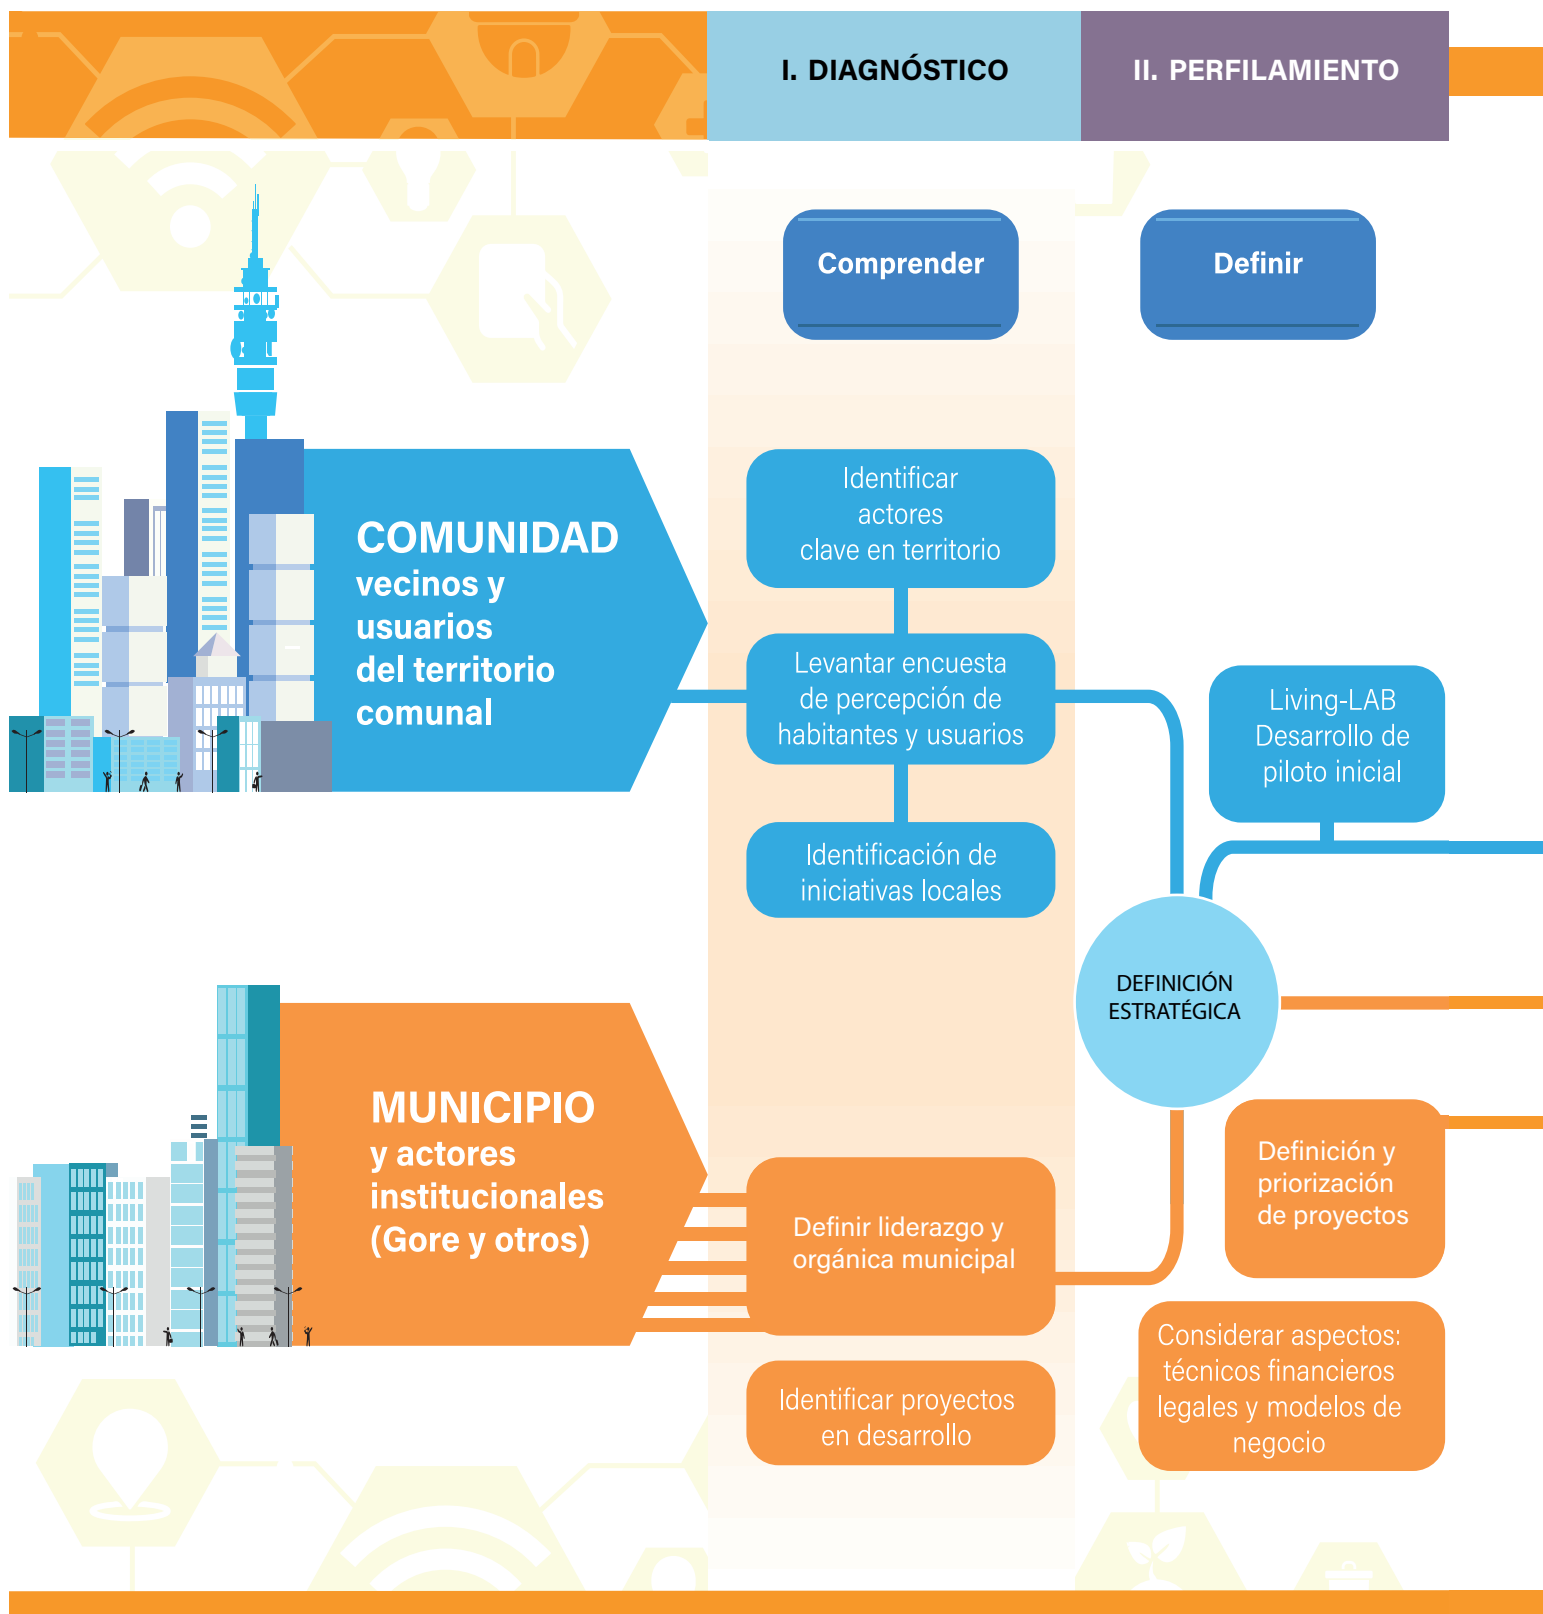 I. DIAGNÓSTICO
II. PERFILAMIENTO
Comprender
Definir
COMUNIDAD
vecinos y
usuarios
del territorio
comunal
Identificar
actores
clave en territorio
Levantar encuesta
de percepción de
habitantes y usuarios
Identificación de
iniciativas locales
Living-LAB
Desarrollo de
piloto inicial
DEFINICIÓN
ESTRATÉGICA
MUNICIPIO
y actores
institucionales
(Gore y otros)
Definir liderazgo y
orgánica municipal
Identificar proyectos
en desarrollo
Definición y
priorización
de proyectos
Considerar aspectos:
técnicos financieros
legales y modelos de
negocio